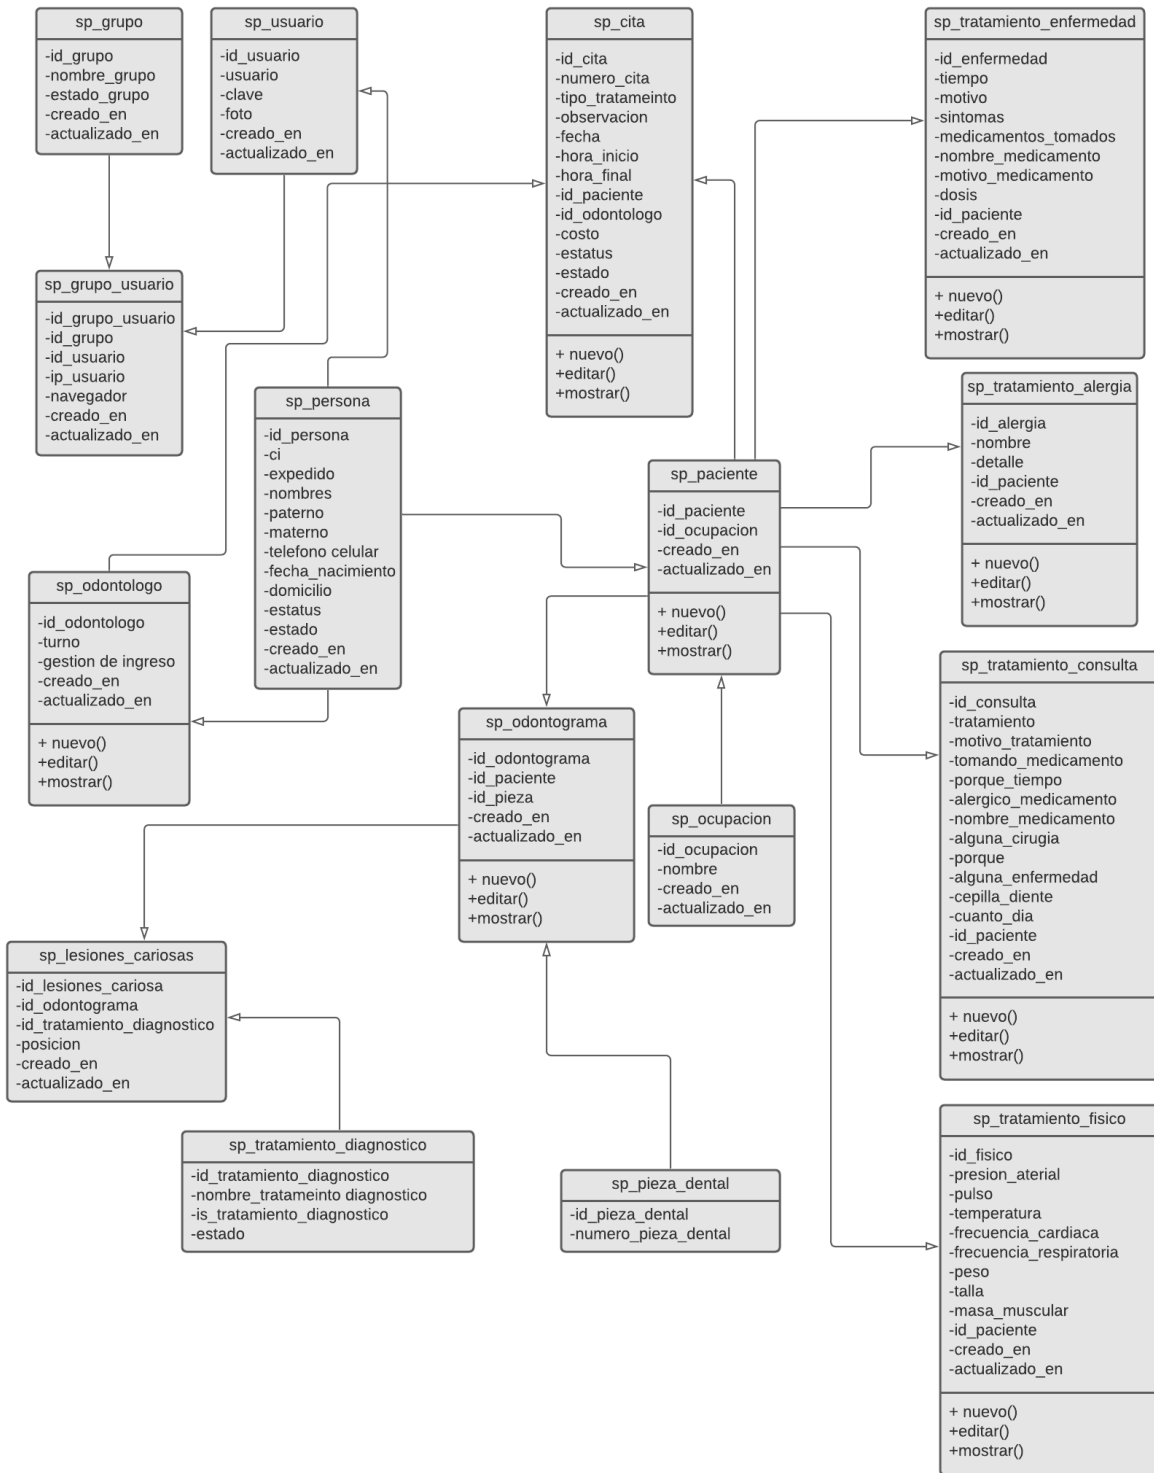 sp_grupo
-id_grupo
-nombre_grupo
-estado_grupo
-creado_en
-actualizado_en
sp_usuario
-id_usuario
-usuario
-clave
-foto
-creado_en
-actualizado_en
sp_cita
-id_cita
-numero_cita
-tipo_tratameinto
-observacion
-fecha
-hora_inicio
-hora_final
-id_paciente
-id_odontologo
-costo
-estatus
-estado
-creado_en
-actualizado_en
+ nuevo()
+editar()
+mostrar()
sp_tratamiento_enfermedad
-id_enfermedad
-tiempo
-motivo
-sintomas
-medicamentos_tomados
-nombre_medicamento
-motivo_medicamento
-dosis
-id_paciente
-creado_en
-actualizado_en
+ nuevo()
+editar()
+mostrar()
sp_grupo_usuario
-id_grupo_usuario
-id_grupo
-id_usuario
-ip_usuario
-navegador
-creado_en
-actualizado_en
sp_persona
-id_persona
-ci
-expedido
-nombres
-paterno
-materno
-telefono celular
-fecha_nacimiento
-domicilio
-estatus
-estado
-creado_en
-actualizado_en
sp_paciente
-id_paciente
-id_ocupacion
-creado_en
-actualizado_en
+ nuevo()
+editar()
+mostrar()
sp_tratamiento_alergia
-id_alergia
-nombre
-detalle
-id_paciente
-creado_en
-actualizado_en
+ nuevo()
+editar()
+mostrar()
sp_odontologo
-id_odontologo
-turno
-gestion de ingreso
-creado_en
-actualizado_en
+ nuevo()
+editar()
+mostrar()
sp_odontograma
-id_odontograma
-id_paciente
-id_pieza
-creado_en
-actualizado_en
+ nuevo()
+editar()
+mostrar()
sp_ocupacion
-id_ocupacion
-nombre
-creado_en
-actualizado_en
sp_tratamiento_consulta
-id_consulta
-tratamiento
-motivo_tratamiento
-tomando_medicamento
-porque_tiempo
-alergico_medicamento
-nombre_medicamento
-alguna_cirugia
-porque
-alguna_enfermedad
-cepilla_diente
-cuanto_dia
-id_paciente
-creado_en
-actualizado_en
+ nuevo()
+editar()
+mostrar()
sp_lesiones_cariosas
-id_lesiones_cariosa
-id_odontograma
-id_tratamiento_diagnostico
-posicion
-creado_en
-actualizado_en
sp_tratamiento_diagnostico
-id_tratamiento_diagnostico
-nombre_tratameinto diagnostico
-is_tratamiento_diagnostico
-estado
sp_pieza_dental
-id_pieza_dental
-numero_pieza_dental
sp_tratamiento_fisico
-id_fisico
-presion_aterial
-pulso
-temperatura
-frecuencia_cardiaca
-frecuencia_respiratoria
-peso
-talla
-masa_muscular
-id_paciente
-creado_en
-actualizado_en
+ nuevo()
+editar()
+mostrar()